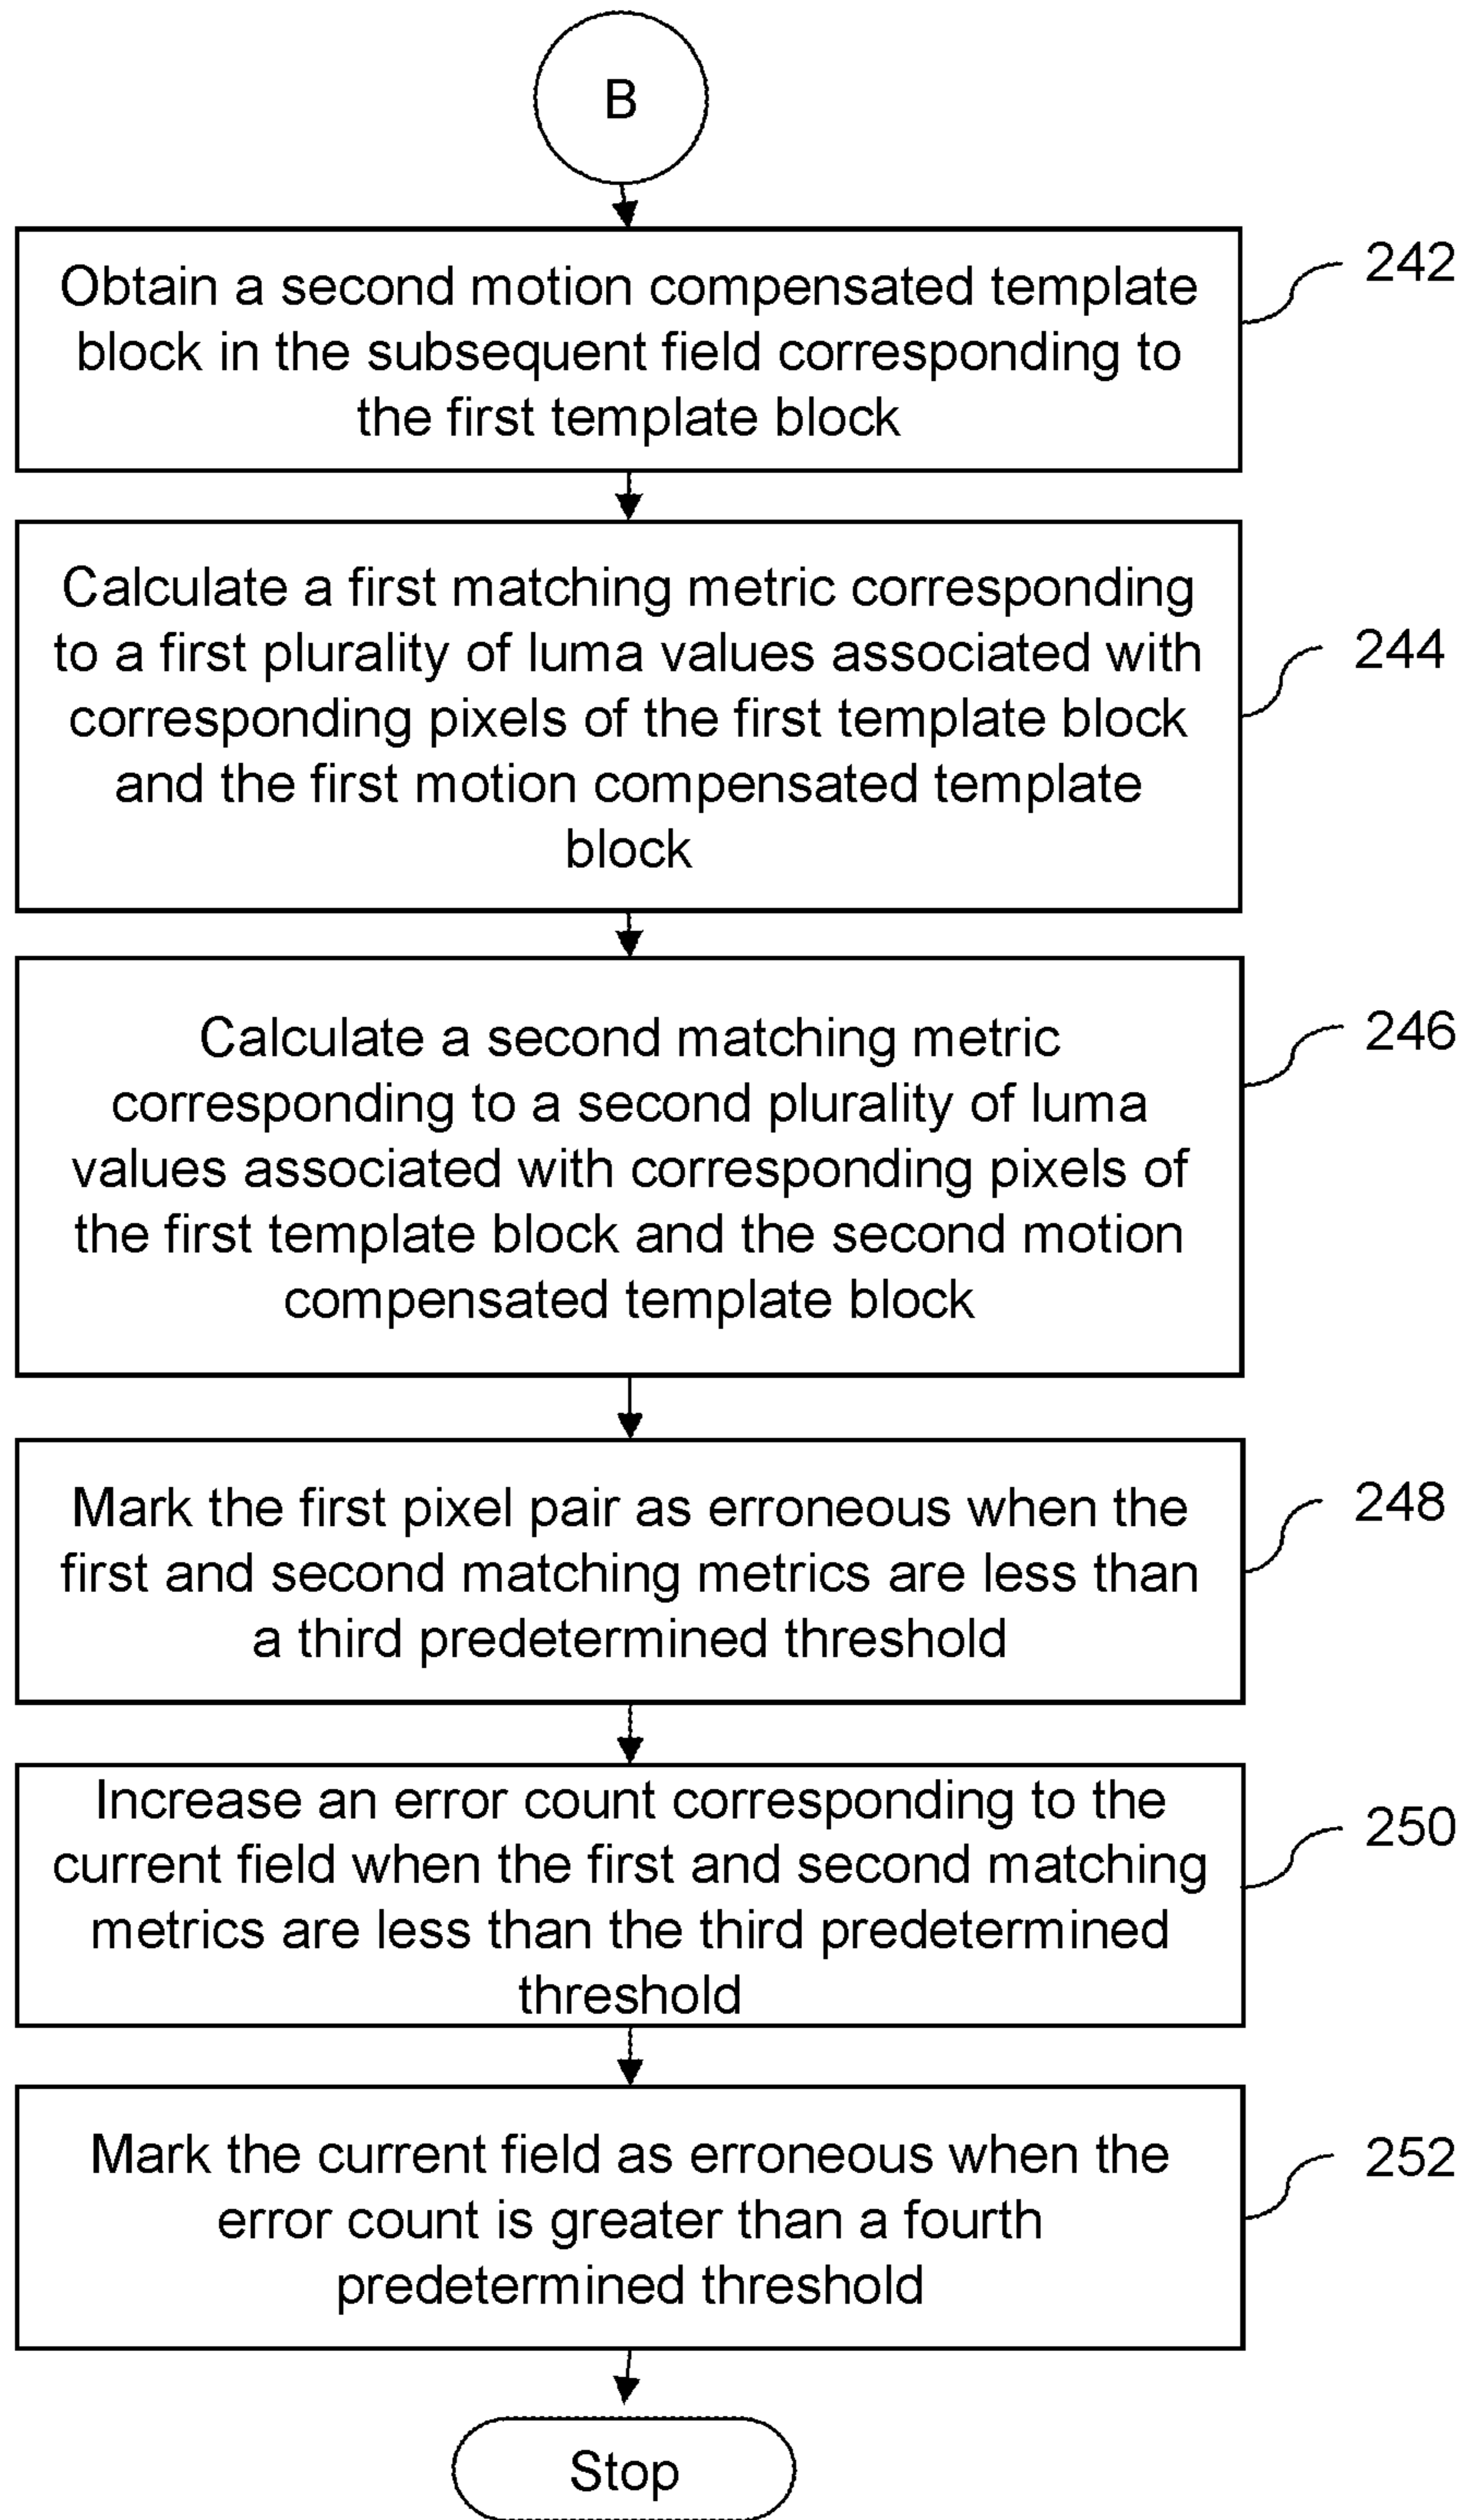 B
Obtain a second motion compensated template
block in the subsequent field corresponding to
the first template block
242
Calculate a first matching metric corresponding
to a first plurality of luma values associated with
corresponding pixels of the first template block
and the first motion compensated template
block
244
Calculate a second matching metric
corresponding to a second plurality of luma
values associated with corresponding pixels of
the first template block and the second motion
compensated template block
246
Mark the first pixel pair as erroneous when the
first and second matching metrics are less than
a third predetermined threshold
248
Increase an error count corresponding to the
current field when the first and second matching
metrics are less than the third predetermined
threshold
250
Mark the current field as erroneous when the
error count is greater than a fourth
predetermined threshold
252
Stop